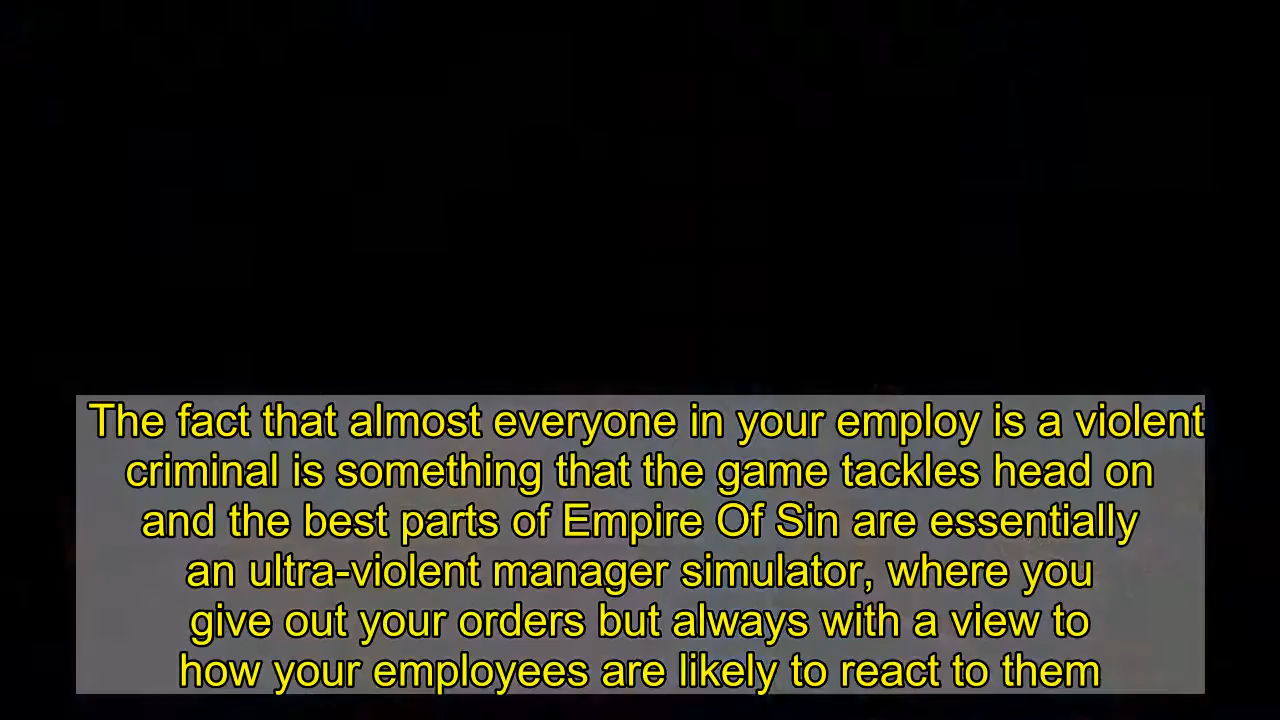 The fact that almost everyone in your employ is a violent
criminal is something that the game tackles head on
and the best parts of Empire Of Sin are essentially
an ultra-violent manager simulator, where you
give out your orders but always with a view to
how your employees are likely to react to them